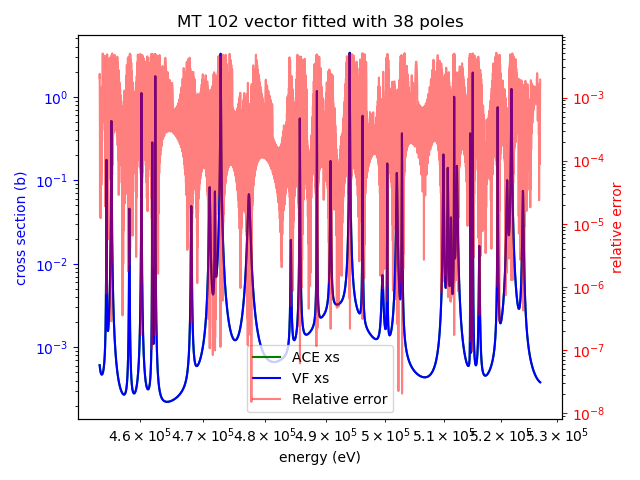 MT 102 vector fitted with 38 poles
cross section (b)
10⁰
10⁻¹
10⁻²
10⁻³
relative error
10⁻³
10⁻⁴
10⁻⁵
10⁻⁶
10⁻⁷
10⁻⁸
ACE xs
VF xs
Relative error
4.6 × 10⁵ 4.7 × 10⁵ 4.8 × 10⁵ 4.9 × 10⁵ 5 × 10⁵ 5.1 × 10⁵ 5.2 × 10⁵ 5.3 × 10⁵
energy (eV)